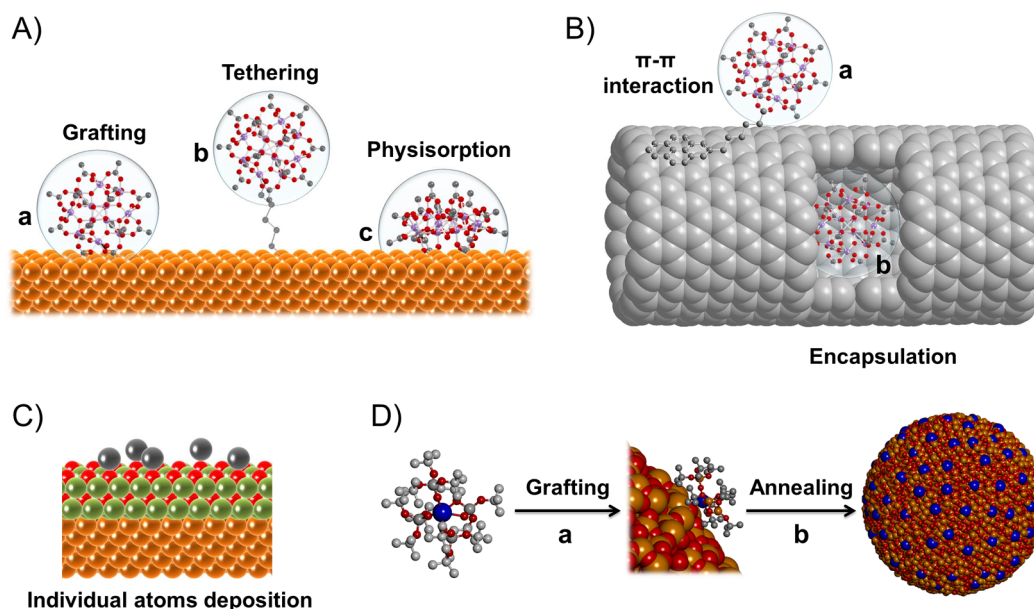 A)
Grafting
a
Tethering
b
Physisorption
c
B)
π-π
interaction
a
b
Encapsulation
C)
Individual atoms deposition
D)
Grafting
a
Annealing
b